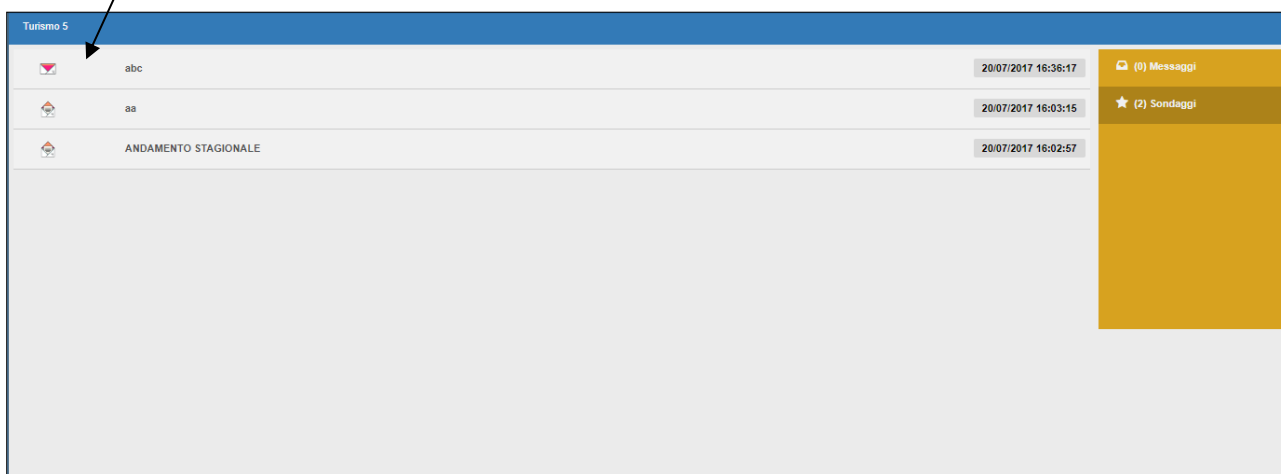 Turismo 5
abc 20/07/2017 16:36:17
aa 20/07/2017 16:03:15
ANDAMENTO STAGIONALE 20/07/2017 16:02:57
(0) Messaggi
(2) Sondaggi